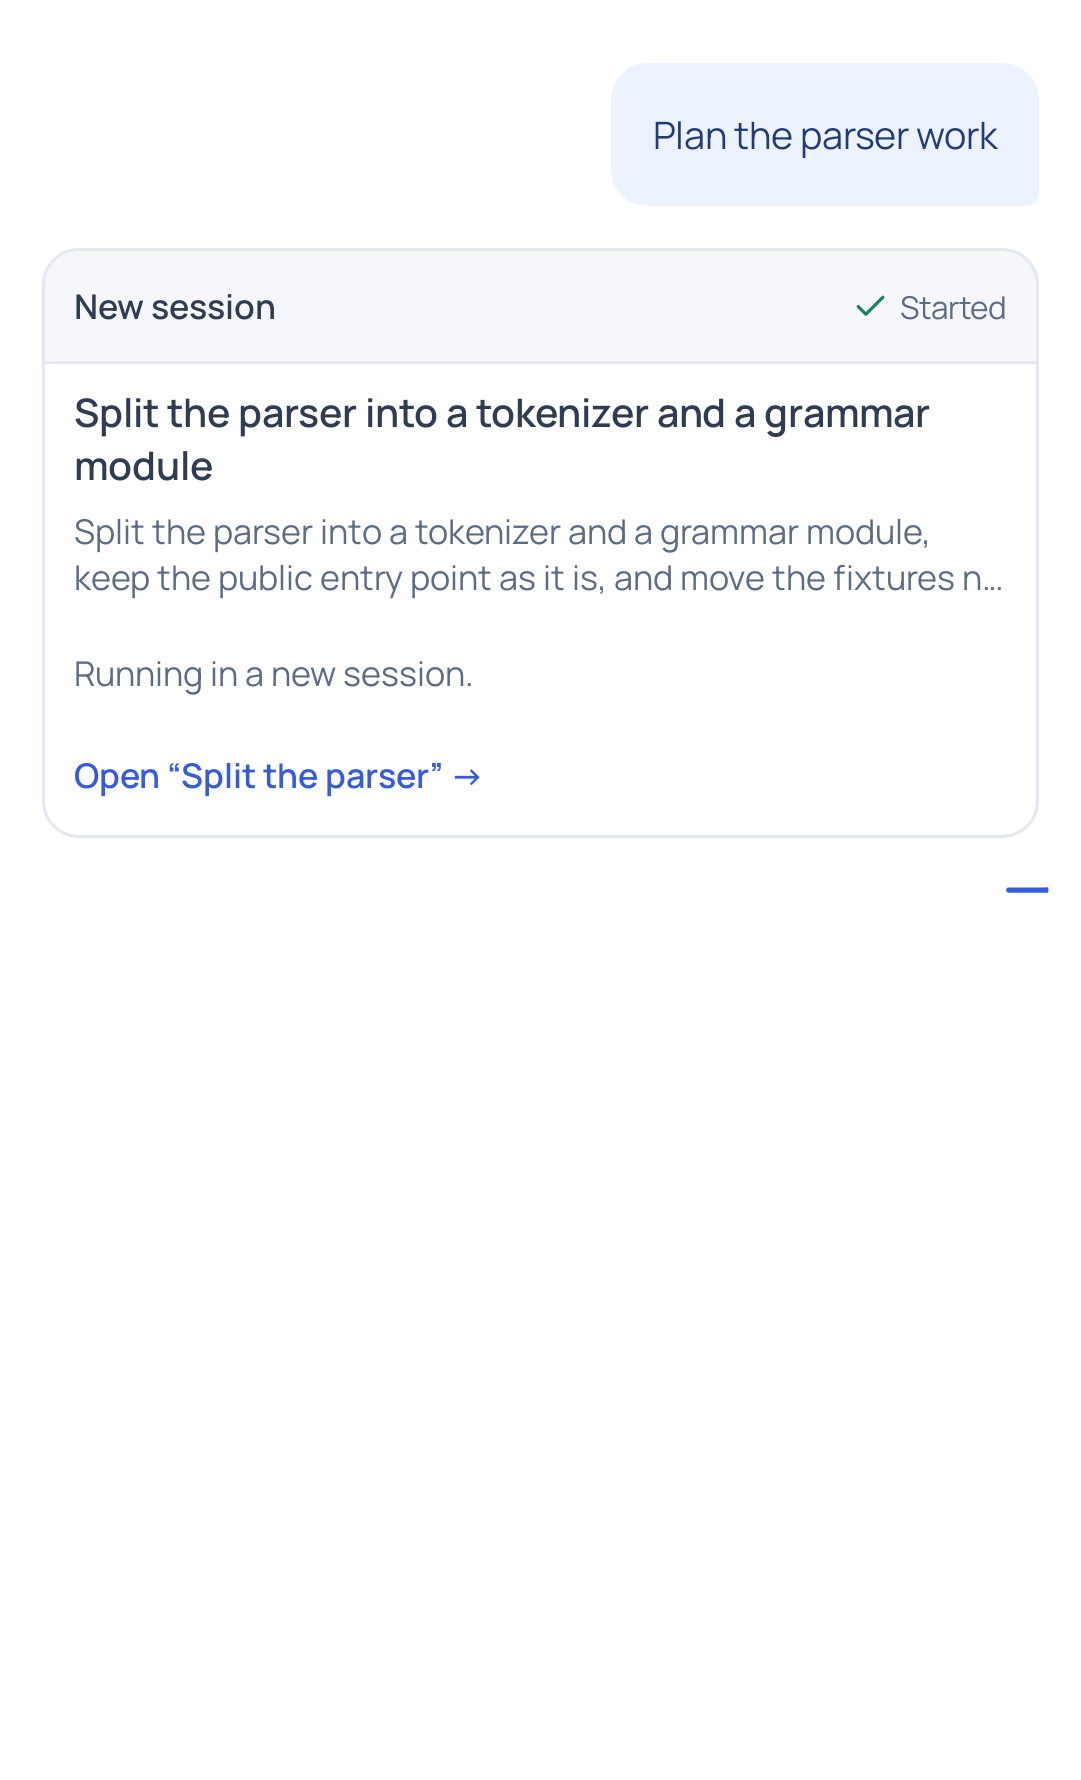 Plan the parser work
New session
Started
Split the parser into a tokenizer and a grammar
module
Split the parser into a tokenizer and a grammar module,
keep the public entry point as it is, and move the fixtures n…
Running in a new session.
Open “Split the parser” →